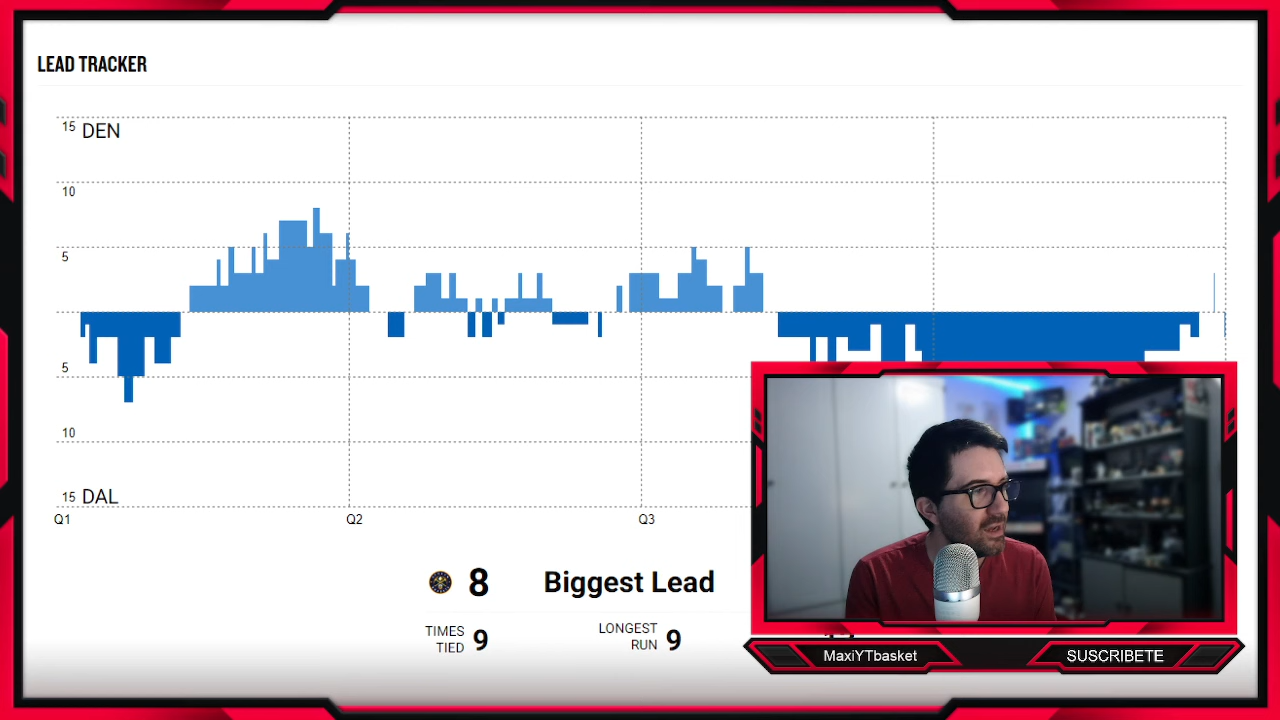 LEAD TRACKER
15 DEN
10
5
5
10
15 DAL
Q1 Q2 Q3
8 Biggest Lead
TIMES TIED 9
LONGEST RUN 9
MaxiYTbasket SUSCRIBETE